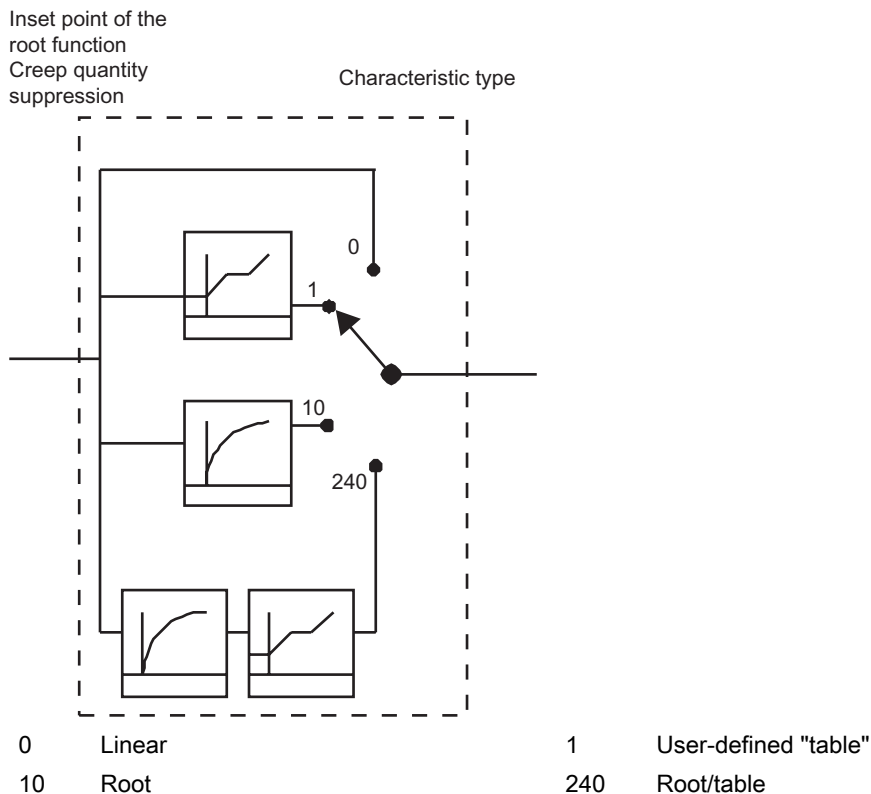 Inset point of the
root function
Creep quantity
suppression
Characteristic type
0
1
10
240
0 Linear 1 User-defined "table"
10 Root 240 Root/table